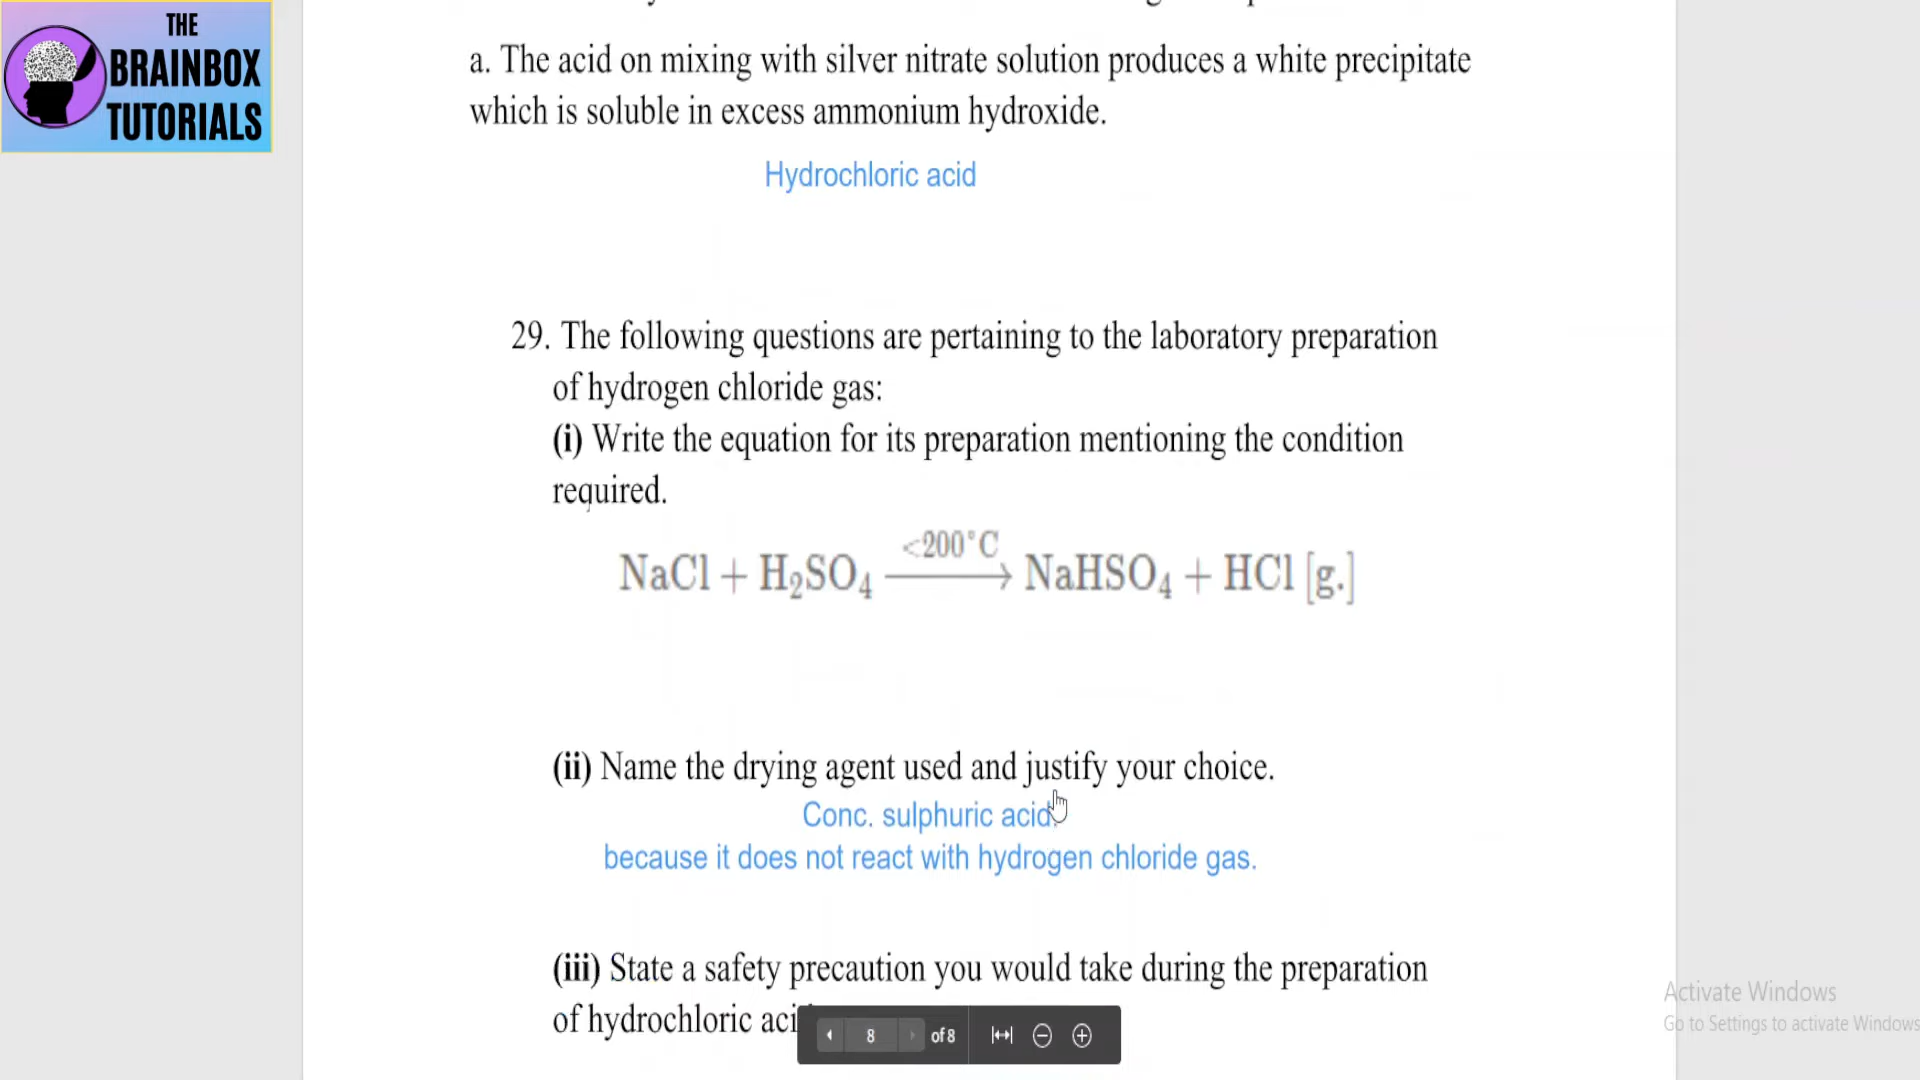 THE
BRAINBOX
TUTORIALS
a. The acid on mixing with silver nitrate solution produces a white precipitate
which is soluble in excess ammonium hydroxide.
Hydrochloric acid
29. The following questions are pertaining to the laboratory preparation
of hydrogen chloride gas:
(i) Write the equation for its preparation mentioning the condition
required.
<200°C
NaCl + H₂SO₄ ⟶ NaHSO₄ + HCl [g.]
(ii) Name the drying agent used and justify your choice.
Conc. sulphuric acid.
because it does not react with hydrogen chloride gas.
(iii) State a safety precaution you would take during the preparation
of hydrochloric aci
8 of 8
Activate Windows
Go to Settings to activate Windows